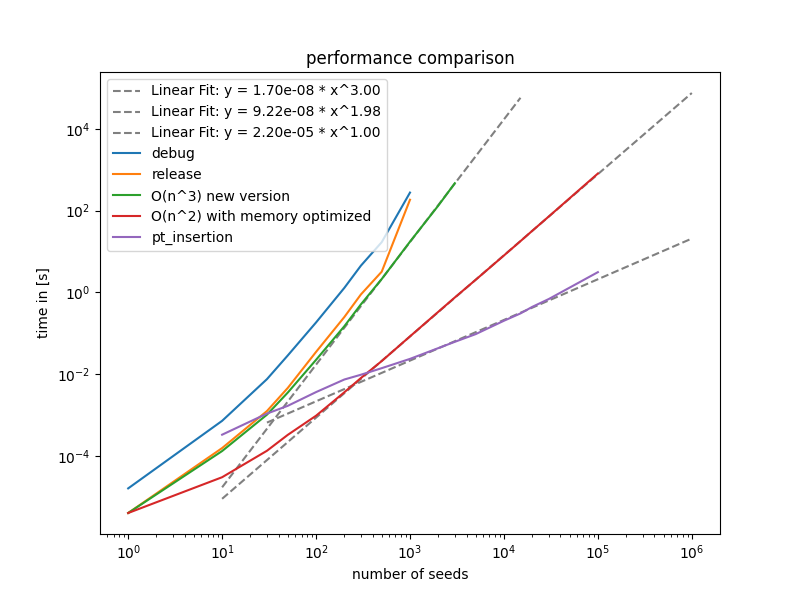 performance comparison
Linear Fit: y = 1.70e-08 * x^3.00
Linear Fit: y = 9.22e-08 * x^1.98
Linear Fit: y = 2.20e-05 * x^1.00
debug
release
O(n^3) new version
O(n^2) with memory optimized
pt_insertion
time in [s]
10^4
10^2
10^0
10^−2
10^−4
10^0 10^1 10^2 10^3 10^4 10^5 10^6
number of seeds